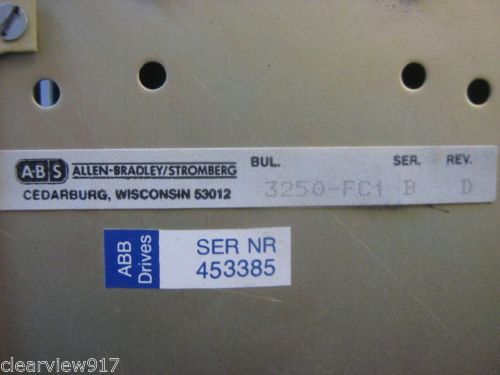 A·B S ALLEN-BRADLEY/STROMBERG BUL. SER. REV.
CEDARBURG, WISCONSIN 53012 3250-FC1 B D
ABB Drives
SER NR
453385
clearview917